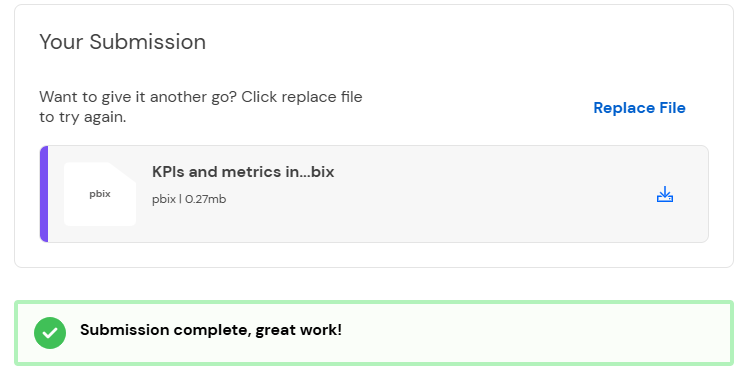 Your Submission
Want to give it another go? Click replace file
to try again.
Replace File
KPIs and metrics in...bix
pbix
pbix | 0.27mb
Submission complete, great work!